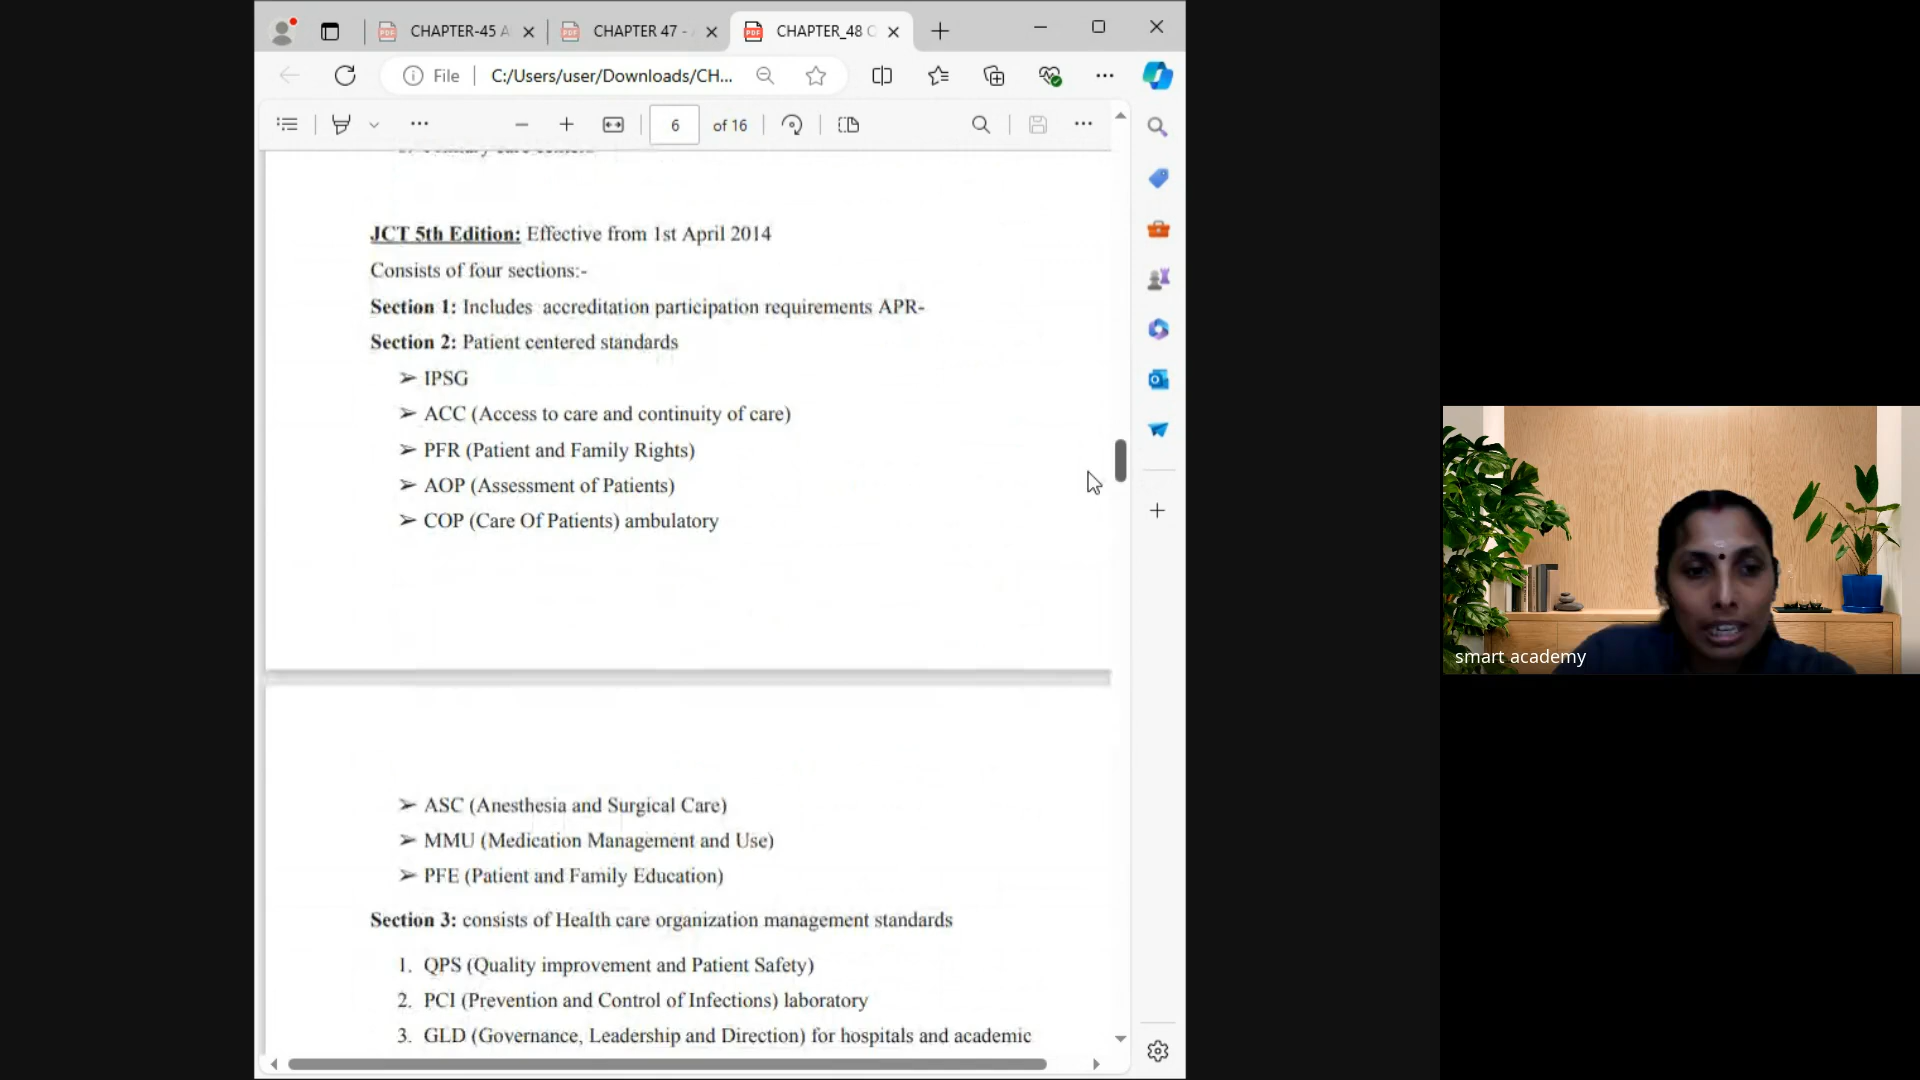 CHAPTER-45 A
CHAPTER 47 -
CHAPTER_48 C
File
C:/Users/user/Downloads/CH...
6 of 16
JCT 5th Edition: Effective from 1st April 2014
Consists of four sections:-
Section 1: Includes accreditation participation requirements APR-
Section 2: Patient centered standards
➢ IPSG
➢ ACC (Access to care and continuity of care)
➢ PFR (Patient and Family Rights)
➢ AOP (Assessment of Patients)
➢ COP (Care Of Patients) ambulatory
➢ ASC (Anesthesia and Surgical Care)
➢ MMU (Medication Management and Use)
➢ PFE (Patient and Family Education)
Section 3: consists of Health care organization management standards
1. QPS (Quality improvement and Patient Safety)
2. PCI (Prevention and Control of Infections) laboratory
3. GLD (Governance, Leadership and Direction) for hospitals and academic
smart academy